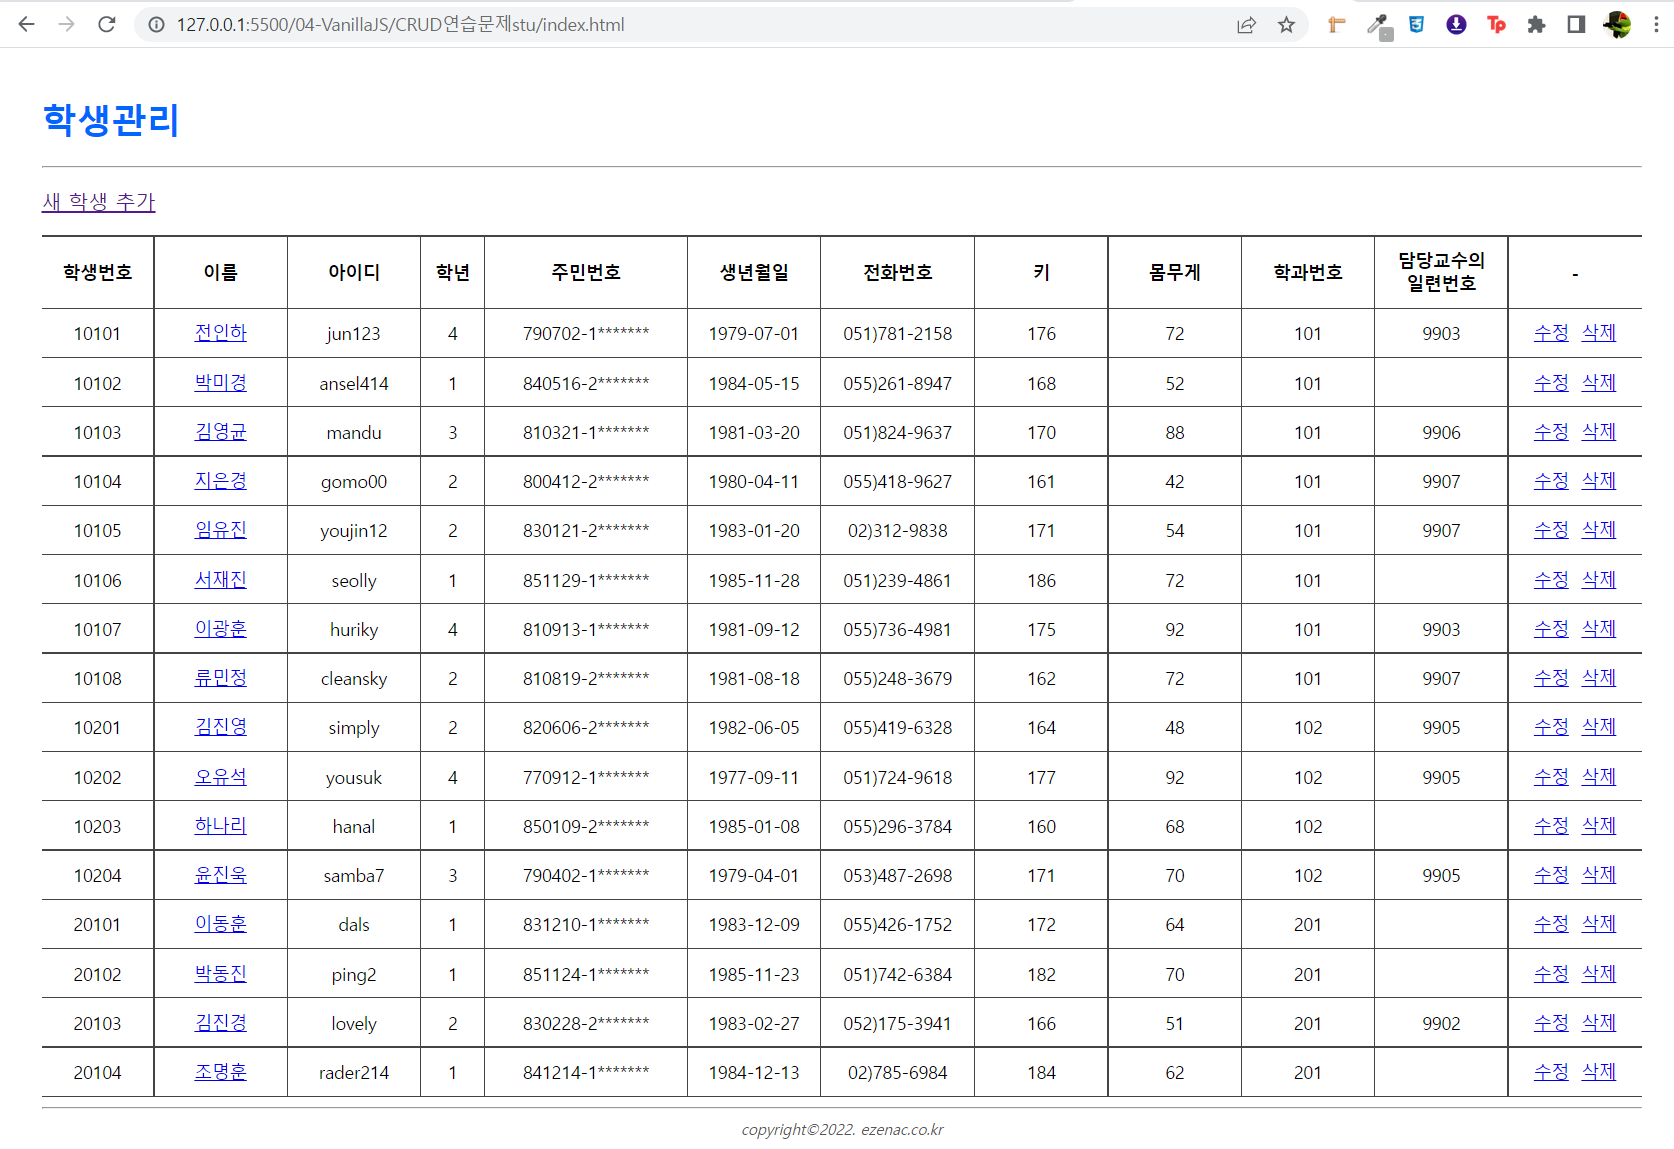 127.0.0.1:5500/04-VanillaJS/CRUD연습문제stu/index.html
학생관리
새 학생 추가
학생번호 이름 아이디 학년 주민번호 생년월일 전화번호 키 몸무게 학과번호 담당교수의 일련번호 -
10101 전인하 jun123 4 790702-1******* 1979-07-01 051)781-2158 176 72 101 9903 수정 삭제
10102 박미경 ansel414 1 840516-2******* 1984-05-15 055)261-8947 168 52 101 수정 삭제
10103 김영균 mandu 3 810321-1******* 1981-03-20 051)824-9637 170 88 101 9906 수정 삭제
10104 지은경 gomo00 2 800412-2******* 1980-04-11 055)418-9627 161 42 101 9907 수정 삭제
10105 임유진 youjin12 2 830121-2******* 1983-01-20 02)312-9838 171 54 101 9907 수정 삭제
10106 서재진 seolly 1 851129-1******* 1985-11-28 051)239-4861 186 72 101 수정 삭제
10107 이광훈 huriky 4 810913-1******* 1981-09-12 055)736-4981 175 92 101 9903 수정 삭제
10108 류민정 cleansky 2 810819-2******* 1981-08-18 055)248-3679 162 72 101 9907 수정 삭제
10201 김진영 simply 2 820606-2******* 1982-06-05 055)419-6328 164 48 102 9905 수정 삭제
10202 오유석 yousuk 4 770912-1******* 1977-09-11 051)724-9618 177 92 102 9905 수정 삭제
10203 하나리 hanal 1 850109-2******* 1985-01-08 055)296-3784 160 68 102 수정 삭제
10204 윤진욱 samba7 3 790402-1******* 1979-04-01 053)487-2698 171 70 102 9905 수정 삭제
20101 이동훈 dals 1 831210-1******* 1983-12-09 055)426-1752 172 64 201 수정 삭제
20102 박동진 ping2 1 851124-1******* 1985-11-23 051)742-6384 182 70 201 수정 삭제
20103 김진경 lovely 2 830228-2******* 1983-02-27 052)175-3941 166 51 201 9902 수정 삭제
20104 조명훈 rader214 1 841214-1******* 1984-12-13 02)785-6984 184 62 201 수정 삭제
copyright©2022. ezenac.co.kr